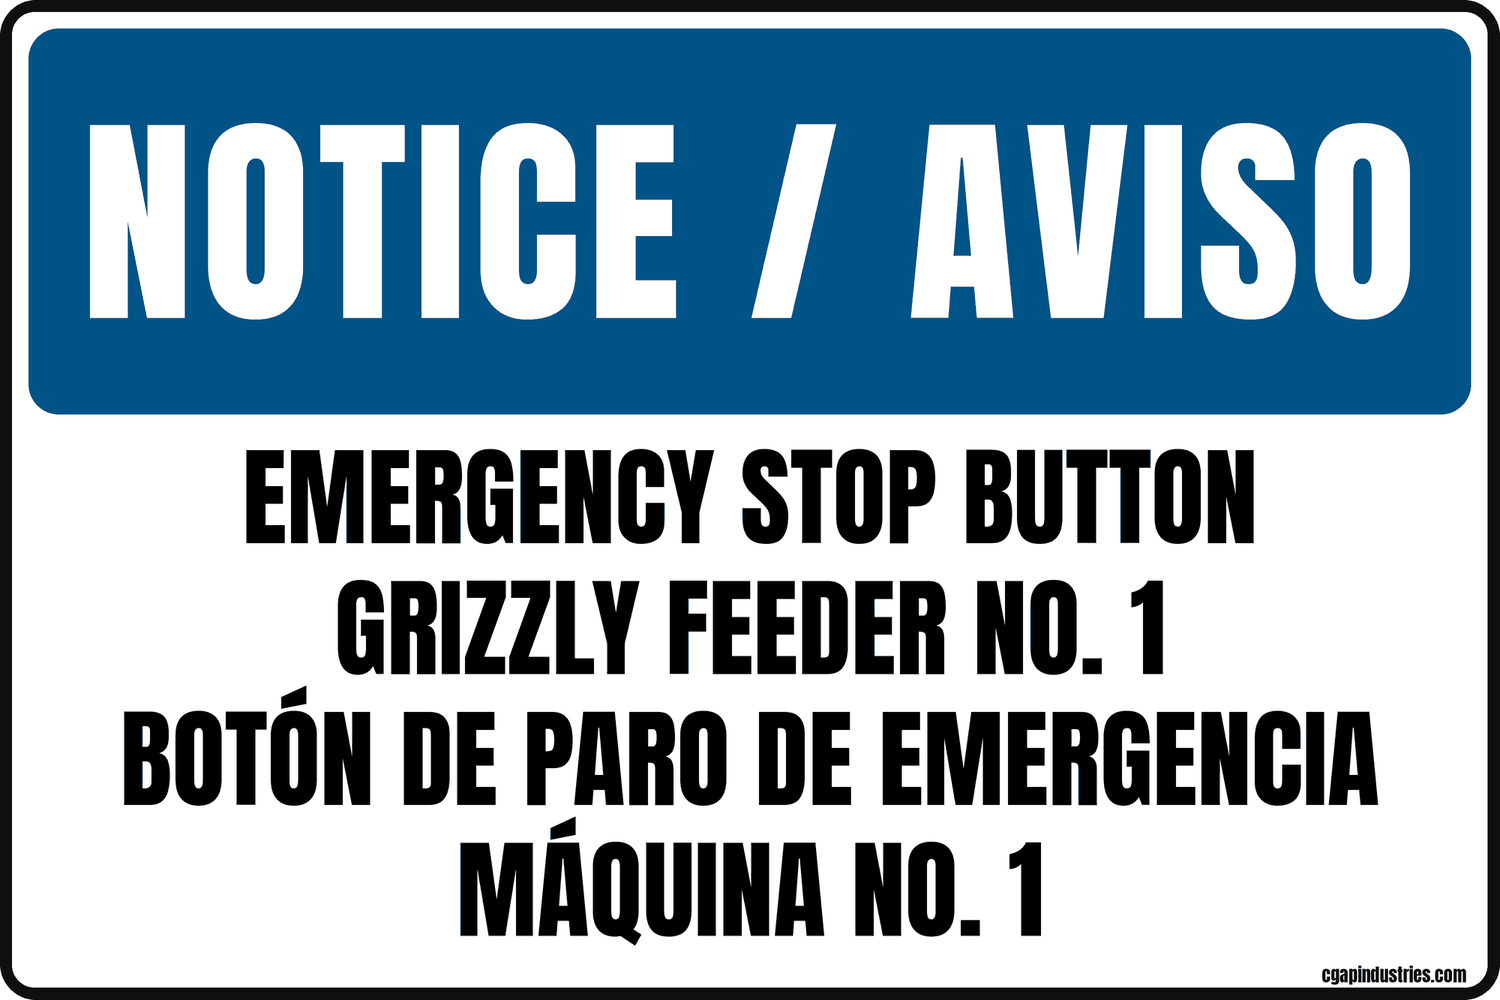 NOTICE / AVISO
EMERGENCY STOP BUTTON
GRIZZLY FEEDER NO. 1
BOTÓN DE PARO DE EMERGENCIA
MÁQUINA NO. 1
cgapindustries.com